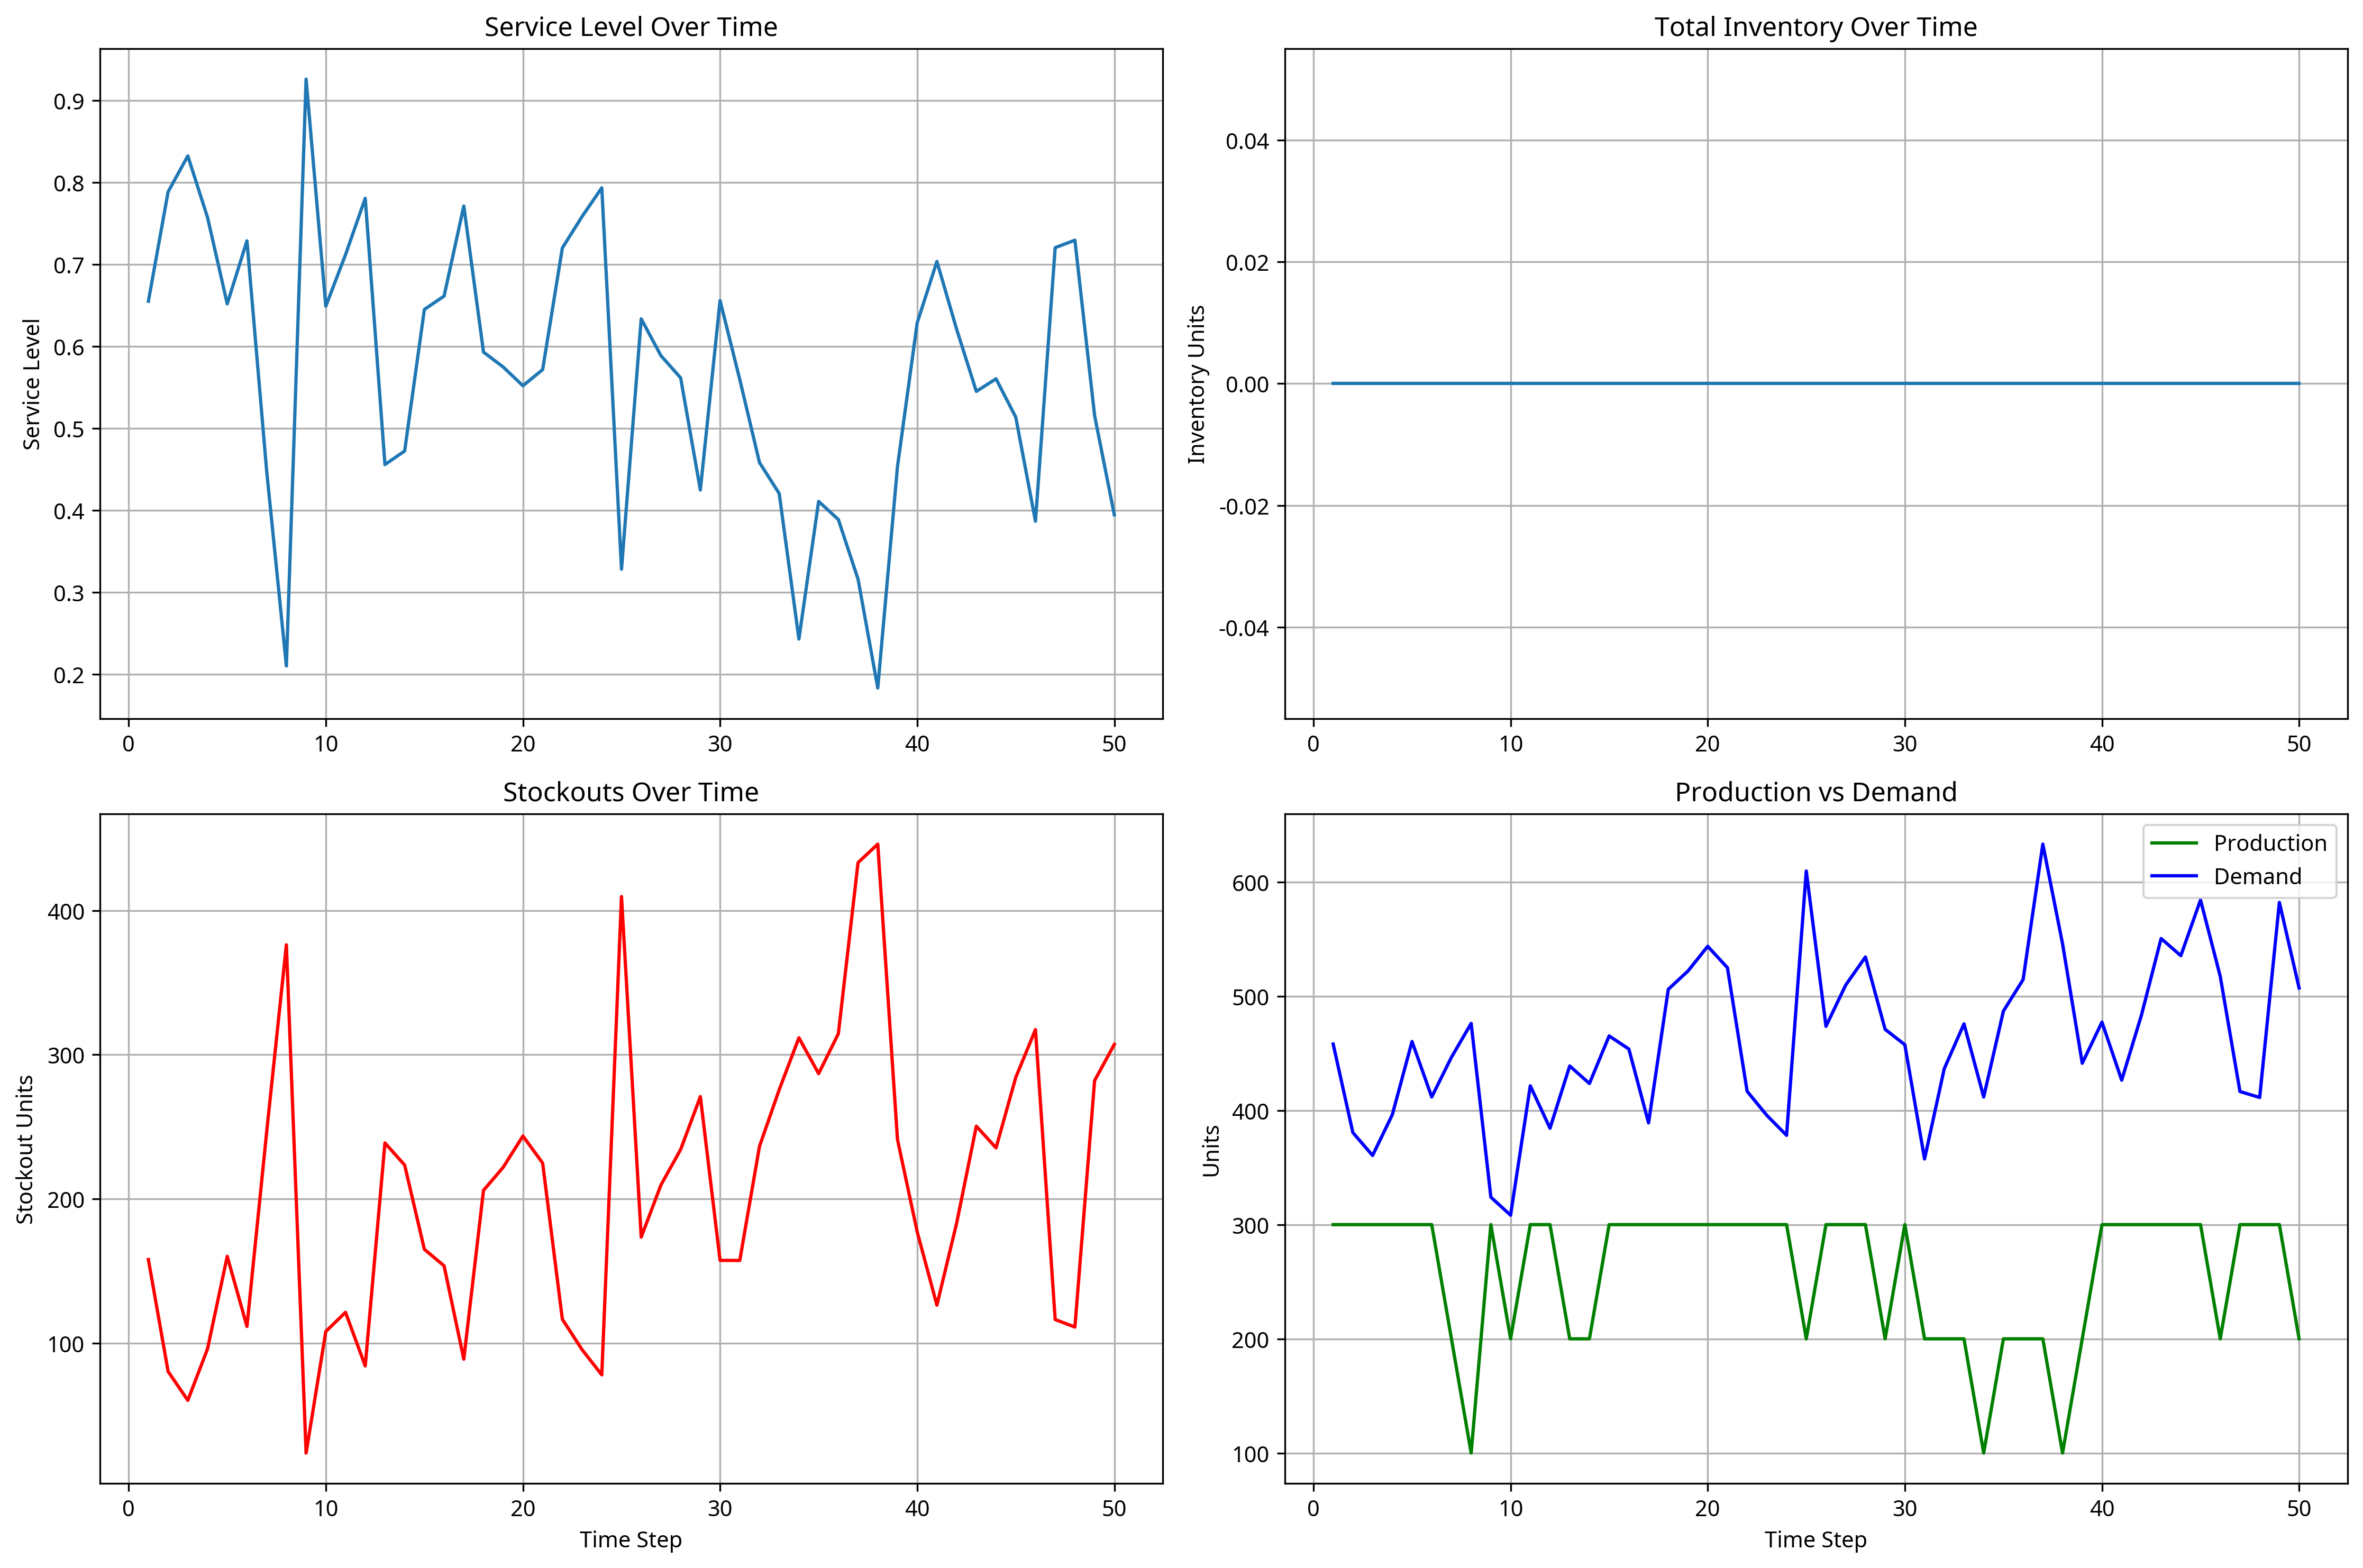 Service Level Over Time
Service Level
0.9
0.8
0.7
0.6
0.5
0.4
0.3
0.2
0 10 20 30 40 50
Total Inventory Over Time
Inventory Units
0.04
0.02
0.00
-0.02
-0.04
0 10 20 30 40 50
Stockouts Over Time
Stockout Units
400
300
200
100
0 10 20 30 40 50
Time Step
Production vs Demand
Production
Demand
Units
600
500
400
300
200
100
0 10 20 30 40 50
Time Step